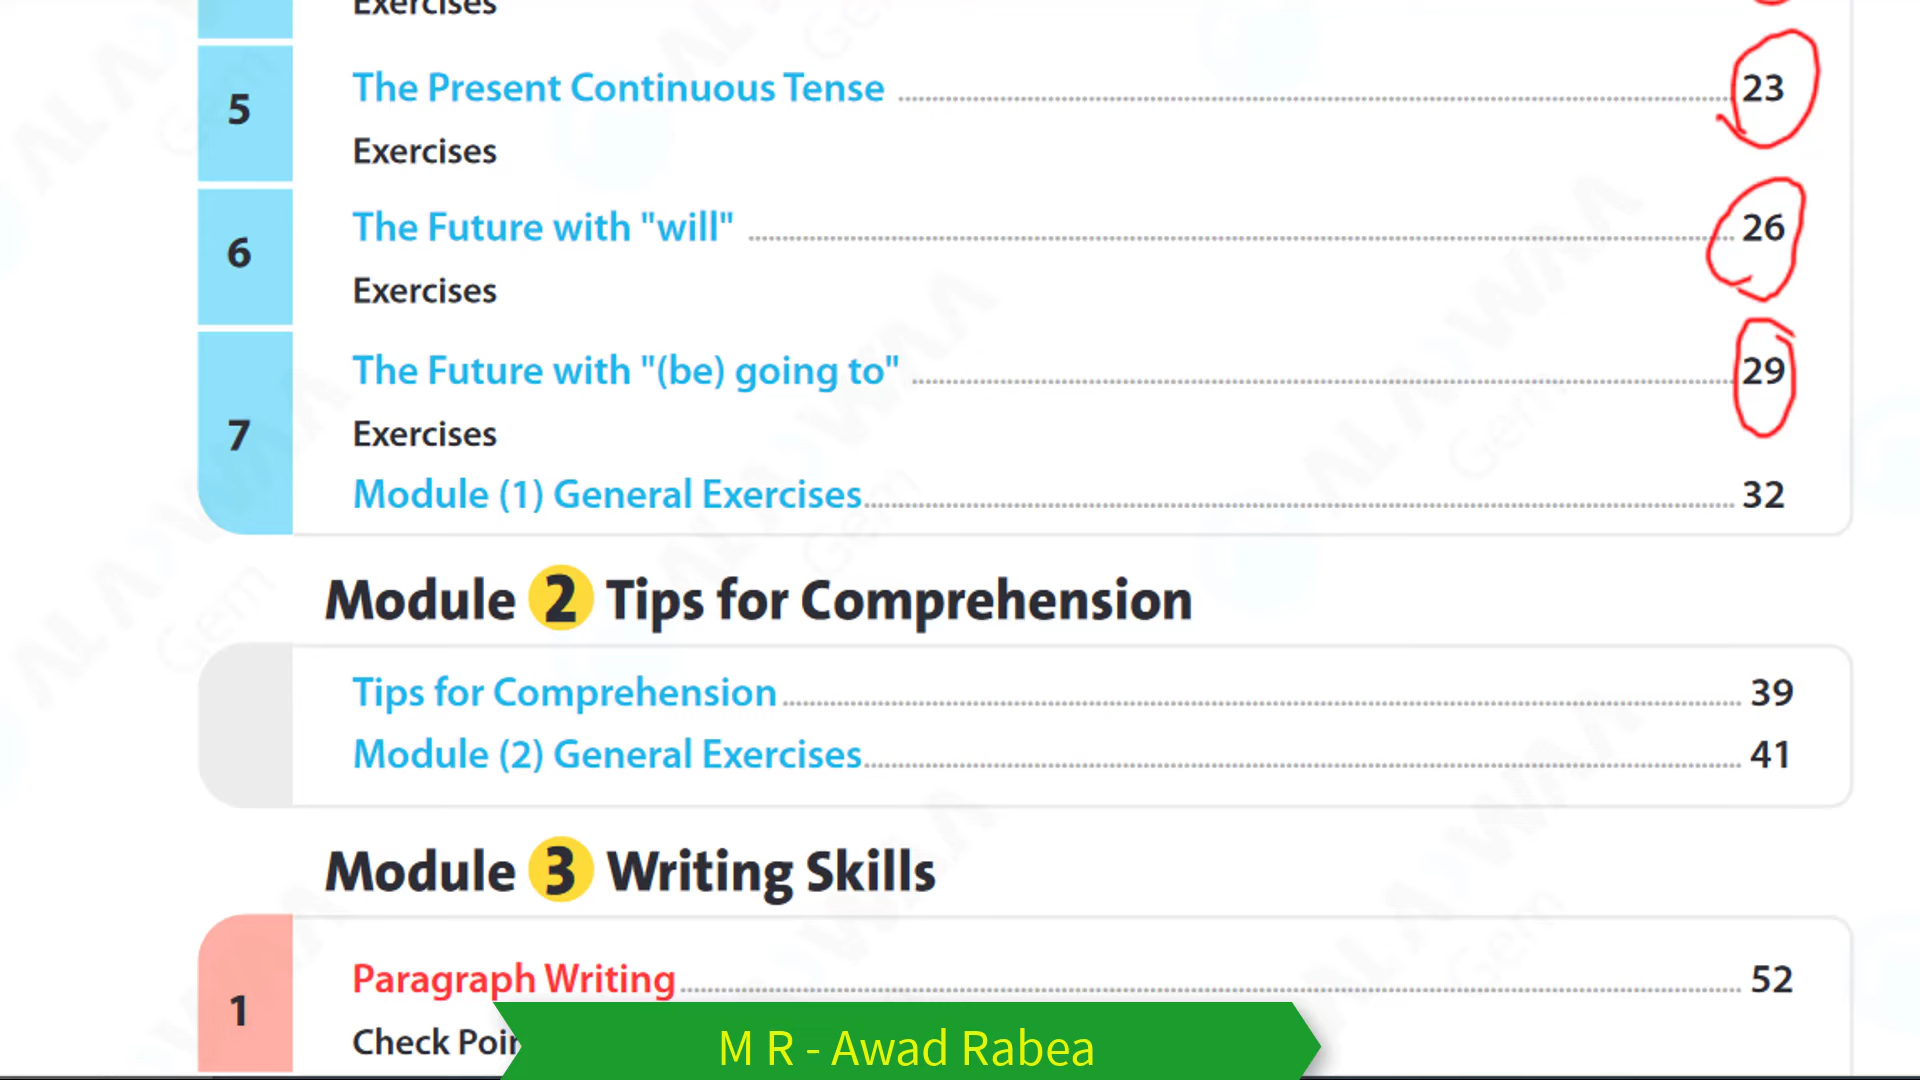 Exercises
5
The Present Continuous Tense 23
Exercises
6
The Future with "will" 26
Exercises
7
The Future with "(be) going to" 29
Exercises
Module (1) General Exercises 32
Module 2 Tips for Comprehension
Tips for Comprehension 39
Module (2) General Exercises 41
Module 3 Writing Skills
1
Paragraph Writing 52
Check
M R - Awad Rabea
ALAWAA
Gem